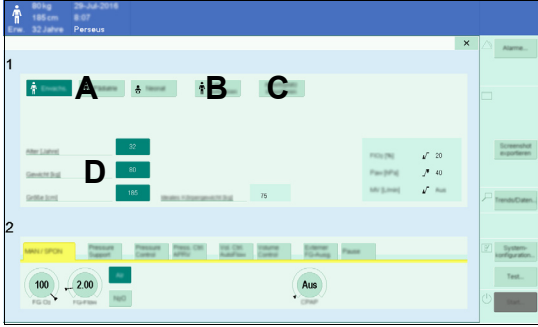 80 kg 29-Jul-2016
185 cm 8:07
Erw. 32 Jahre Perseus
×
Alarme...
1
A B C
Erwachs. Pädiatrie Neonat
Alter [Jahre] 32
Screenshot
exportieren
D
Gewicht [kg] 80
Größe [cm] 185
ideales Körpergewicht [kg] 75
FiO2 [%] 20
Paw [hPa] 40
MV [L/min] Aus
Trends/Daten...
2
MAN / SPON
Pressure
Support
Pressure
Control
Press. Ctrl
APRV
Vol. Ctrl
AutoFlow
Volume
Control
Externer
FG-Ausg.
Pause
System-
konfiguration...
Test...
100 2.00 Air
N2O
Aus
FG O2 FG-Flow
CPAP